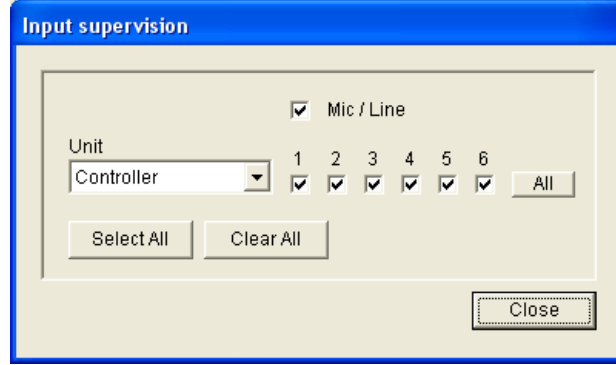 Input supervision
Mic / Line
Unit
1 2 3 4 5 6
Controller
All
Select All Clear All
Close